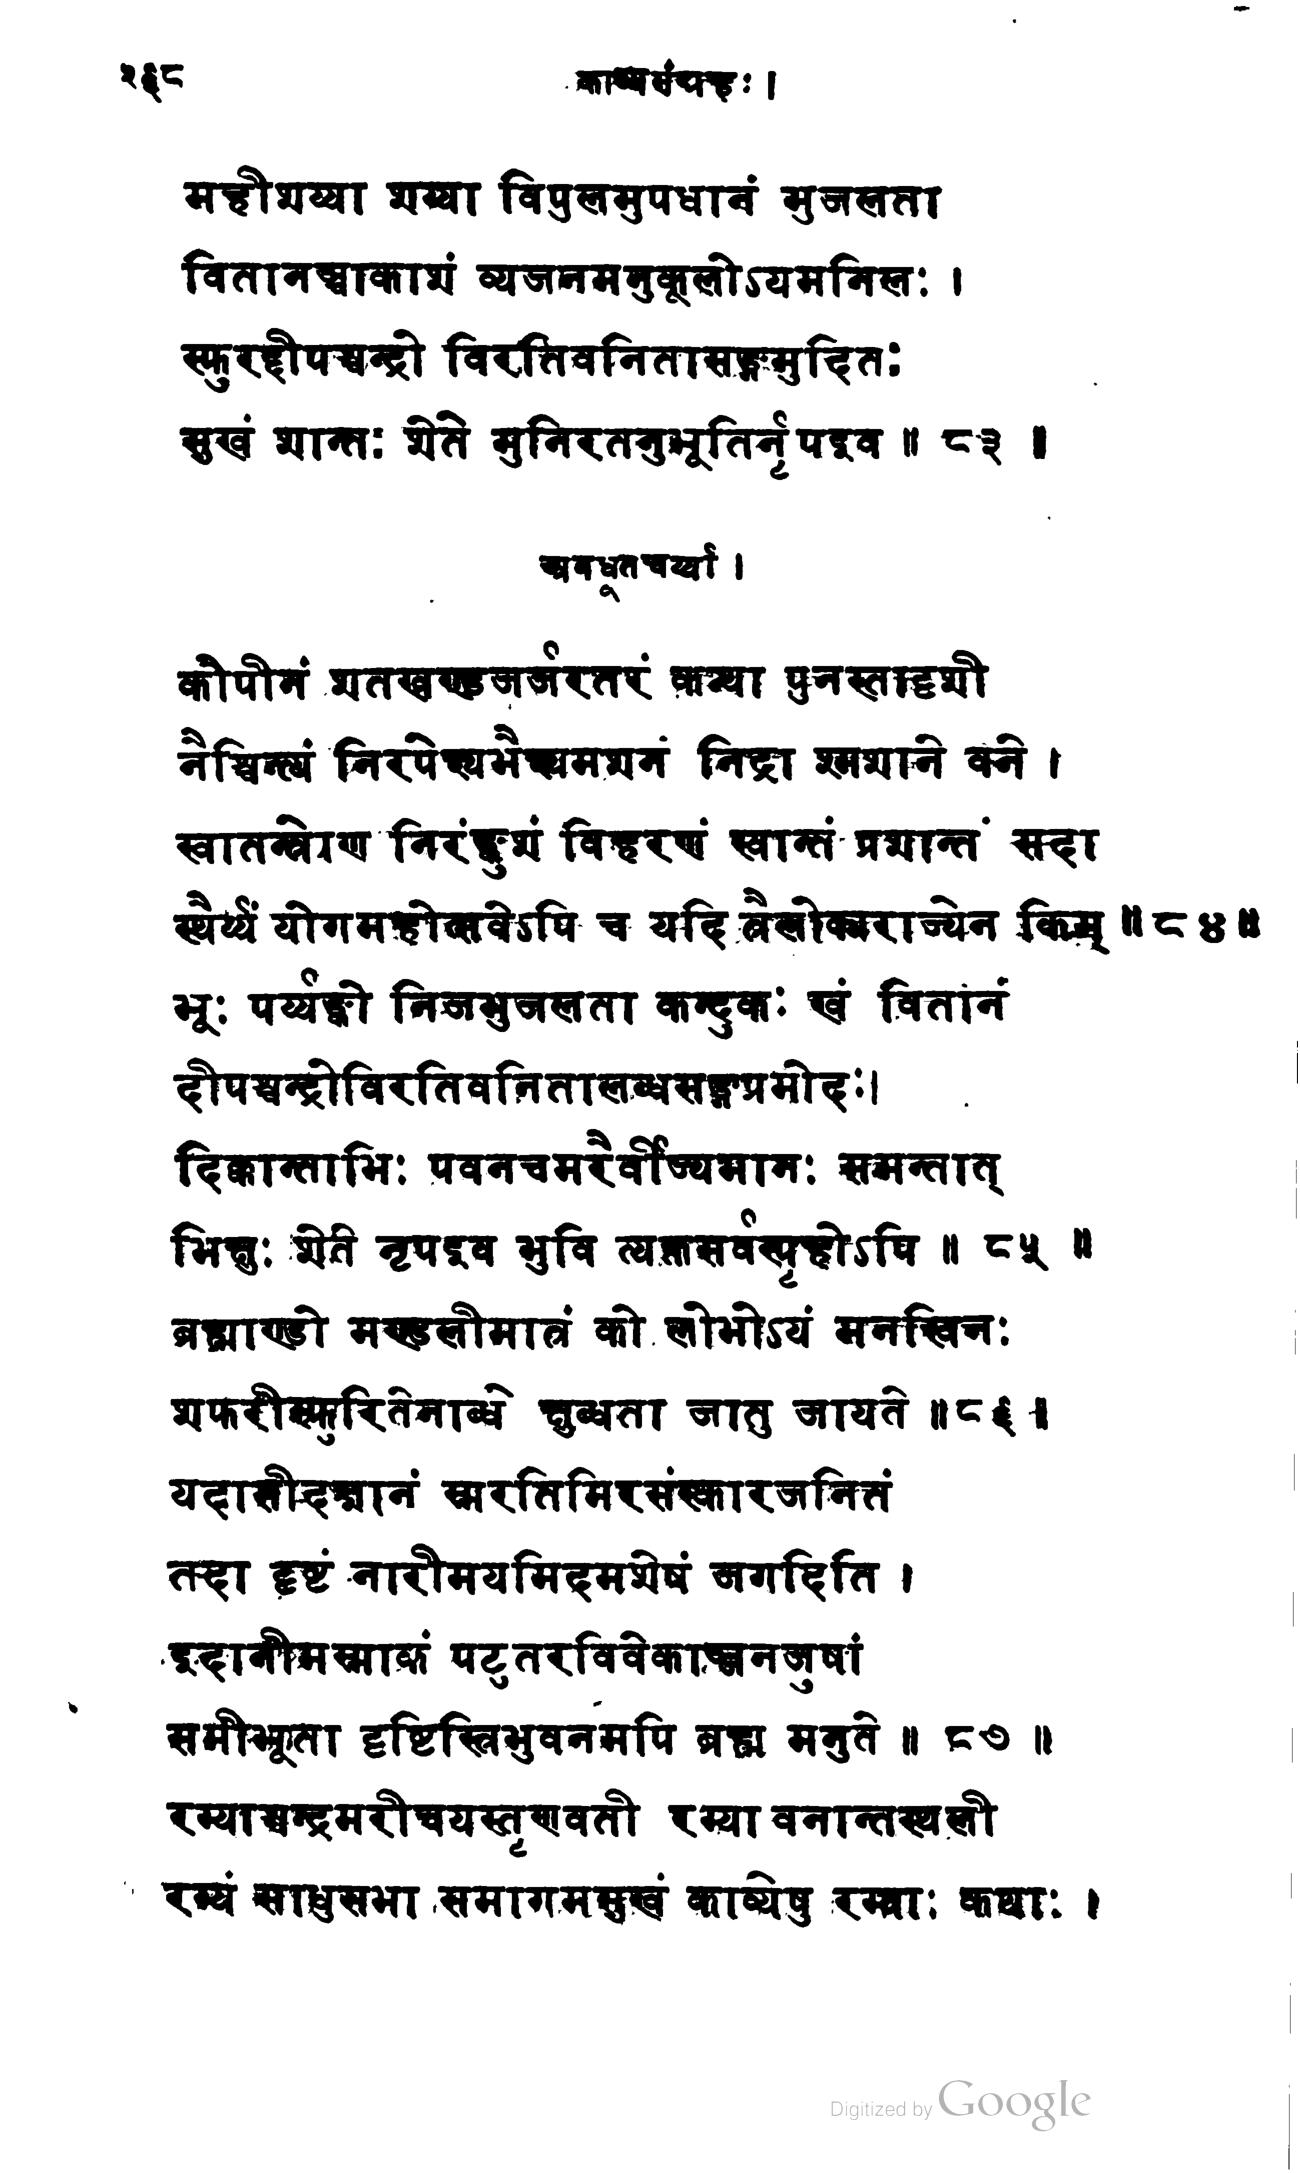 २६८
काव्यसंग्रहः।
महीशय्या शय्या विपुलमुपधानं भुजलता
वितानञ्चाकाशं व्यजनमनुकूलोऽयमनिलः ।
स्फुरद्दीपश्चन्द्रो विरतिवनितासङ्गमुदितः
सुखं शान्तः शेते मुनिरतनुभूतिर्नृपइव ॥ ८३ ॥
अवधूतचर्य्या ।
कौपीनं शतखण्डजर्जरतरं कन्था पुनस्तादृशी
नैश्चिन्त्यं निरपेक्ष्यभैक्ष्यमशनं निद्रा श्मशाने वने ।
स्वातन्त्र्येण निरंङ्कुशं विहरणं स्वान्तं प्रशान्तं सदा
स्थैर्य्यं योगमहोत्सवेऽपि च यदि त्रैलोक्यराज्येन किम् ॥ ८४ ॥
भूः पर्य्यङ्को निजभुजलता कन्दुकः खं वितानं
दीपश्चन्द्रोविरतिवनितालब्धसङ्गप्रमोदः।
दिक्कान्ताभिः पवनचमरैर्वीज्यमानः समन्तात्
भिक्षुः शेते नृपइव भुवि त्यक्तसर्वस्पृहोऽपि ॥ ८५ ॥
ब्रह्माण्डो मण्डलीमात्रं को लोभोऽयं मनस्विनः
शफरीस्फुरितेनाब्धे क्षुब्धता जातु जायते ॥ ८६ ॥
यदासीदज्ञानं स्मरतिमिरसंस्कारजनितं
तदा दृष्टं नारीमयमिदमशेषं जगदिति ।
इदानीमस्माकं पटुतरविवेकाञ्जनजुषां
समीभूता दृष्टिस्त्रिभुवनमपि ब्रह्म मनुते ॥ ८७ ॥
रम्याश्चन्द्रमरीचयस्तृणवती रम्या वनान्तस्थली
रम्यं साधुसभा समागमसुखं काव्येषु रम्याः कथाः ।
Digitized by Google